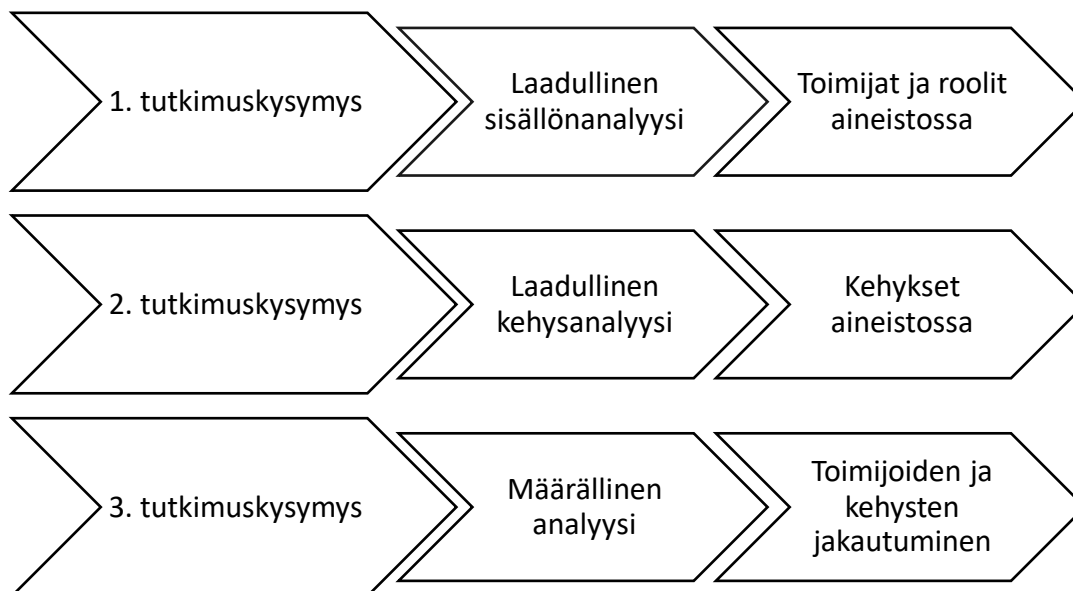 1. tutkimuskysymys
Laadullinen
sisällönanalyysi
Toimijat ja roolit
aineistossa
2. tutkimuskysymys
Laadullinen
kehysanalyysi
Kehykset
aineistossa
3. tutkimuskysymys
Määrällinen
analyysi
Toimijoiden ja
kehysten
jakautuminen